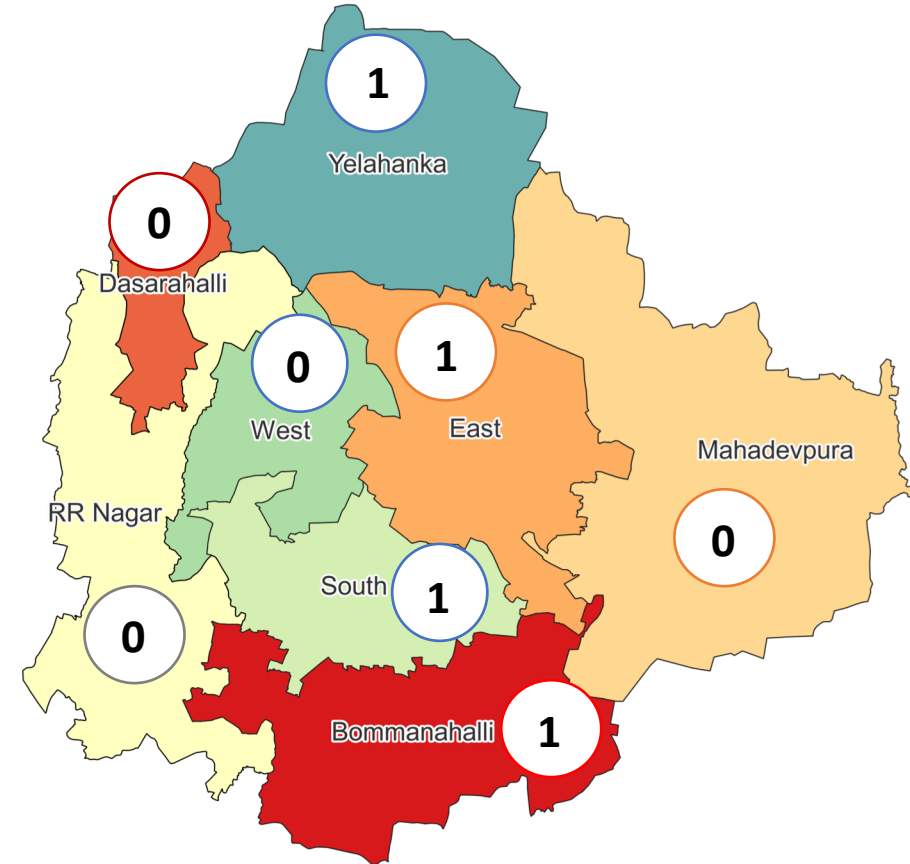 1
Yelahanka
0
Dasarahalli
0
1
West
East
Mahadevpura
RR Nagar
0
South
1
0
Bommanahalli
1